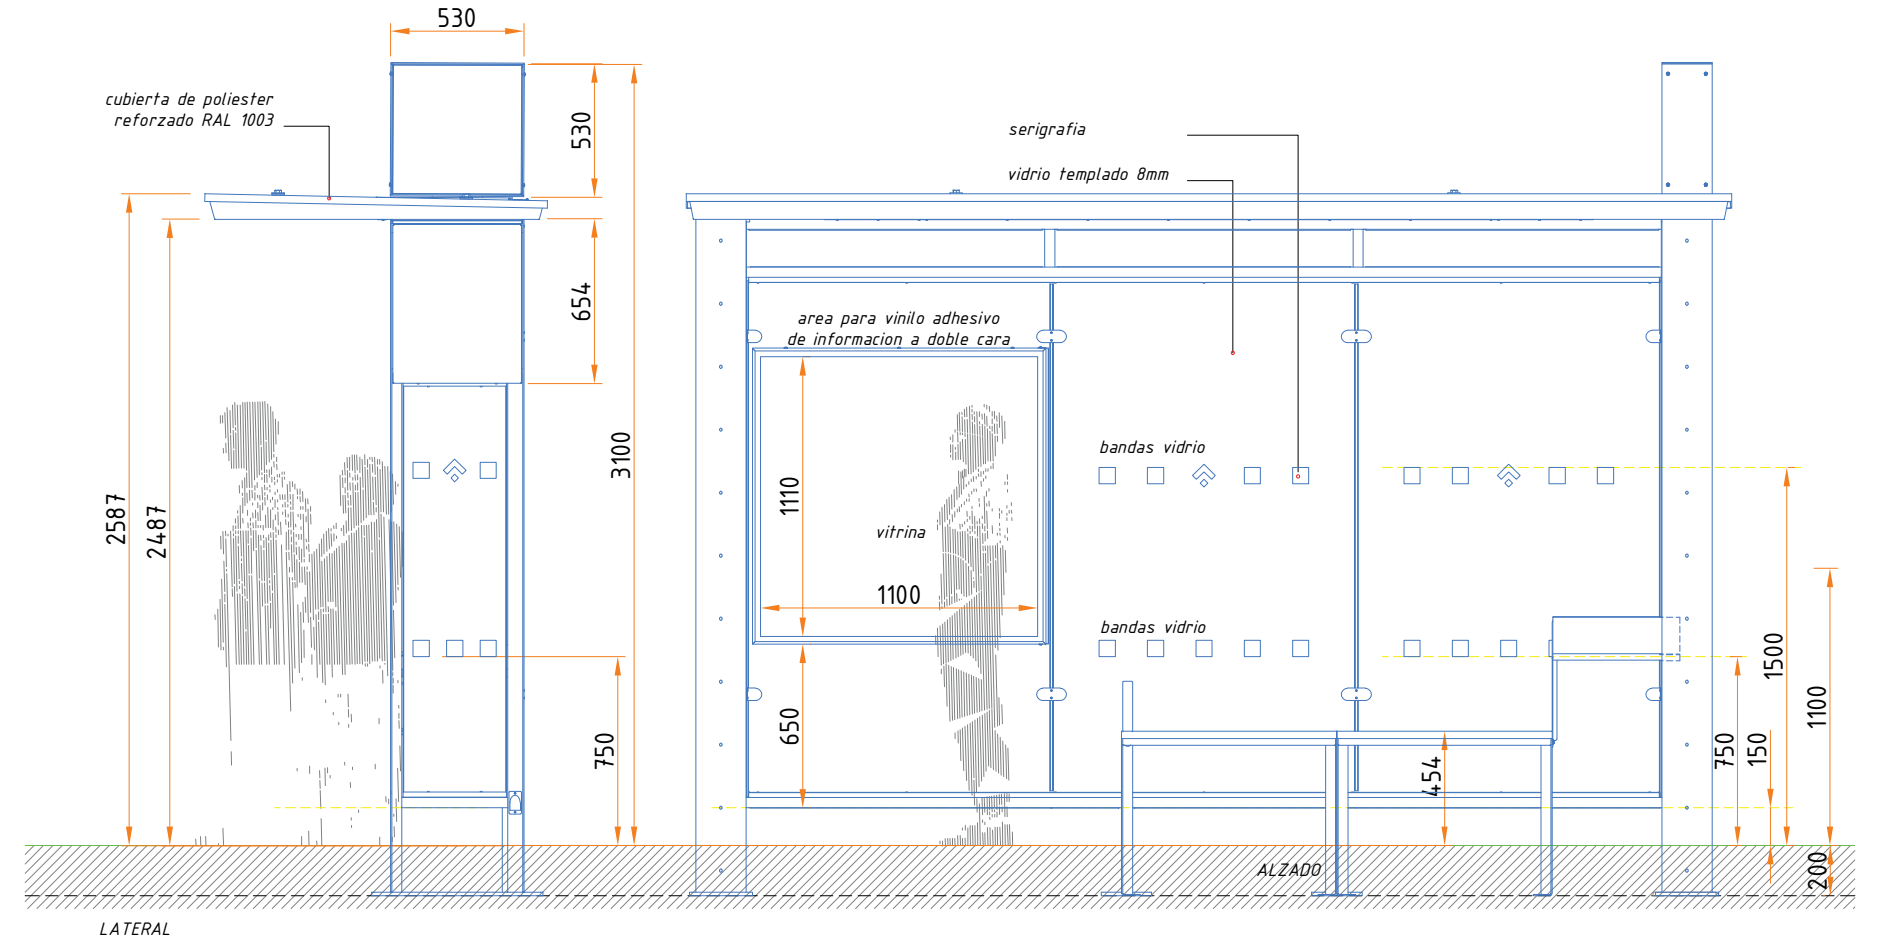 530
cubierta de poliester
reforzado RAL 1003
530
654
3100
2587
2487
750
LATERAL
serigrafia
vidrio templado 8mm
area para vinilo adhesivo
de informacion a doble cara
1110
vitrina
1100
650
bandas vidrio
bandas vidrio
454
1500
1100
750
150
200
ALZADO